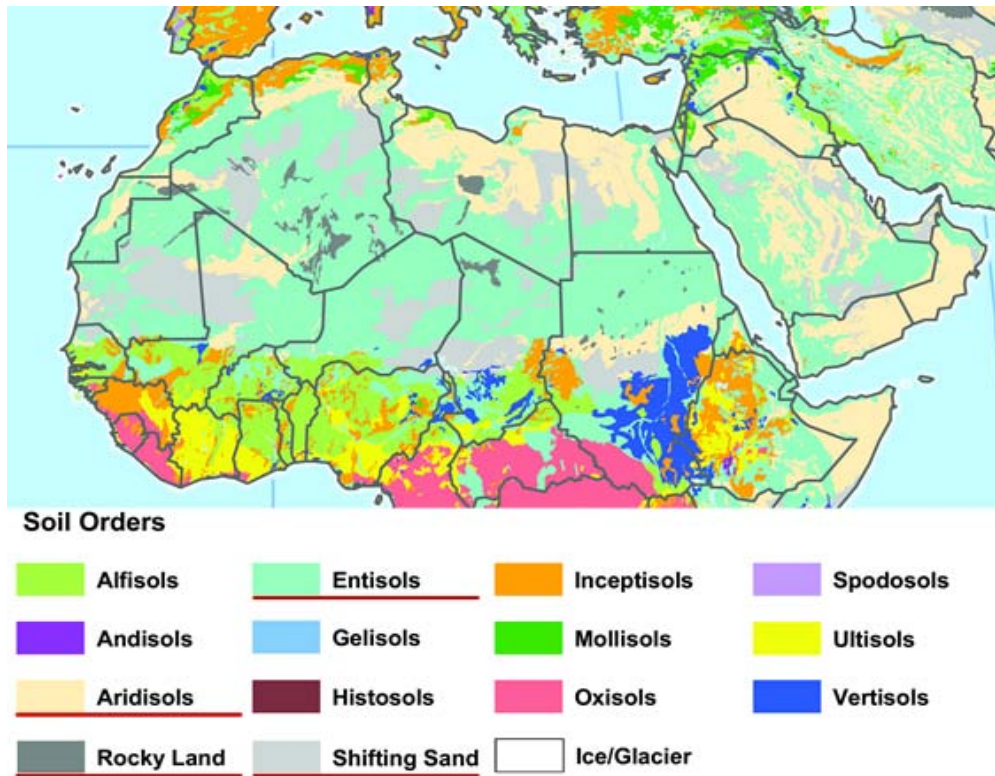 Soil Orders
Alfisols Entisols Inceptisols Spodosols
Andisols Gelisols Mollisols Ultisols
Aridisols Histosols Oxisols Vertisols
Rocky Land Shifting Sand Ice/Glacier